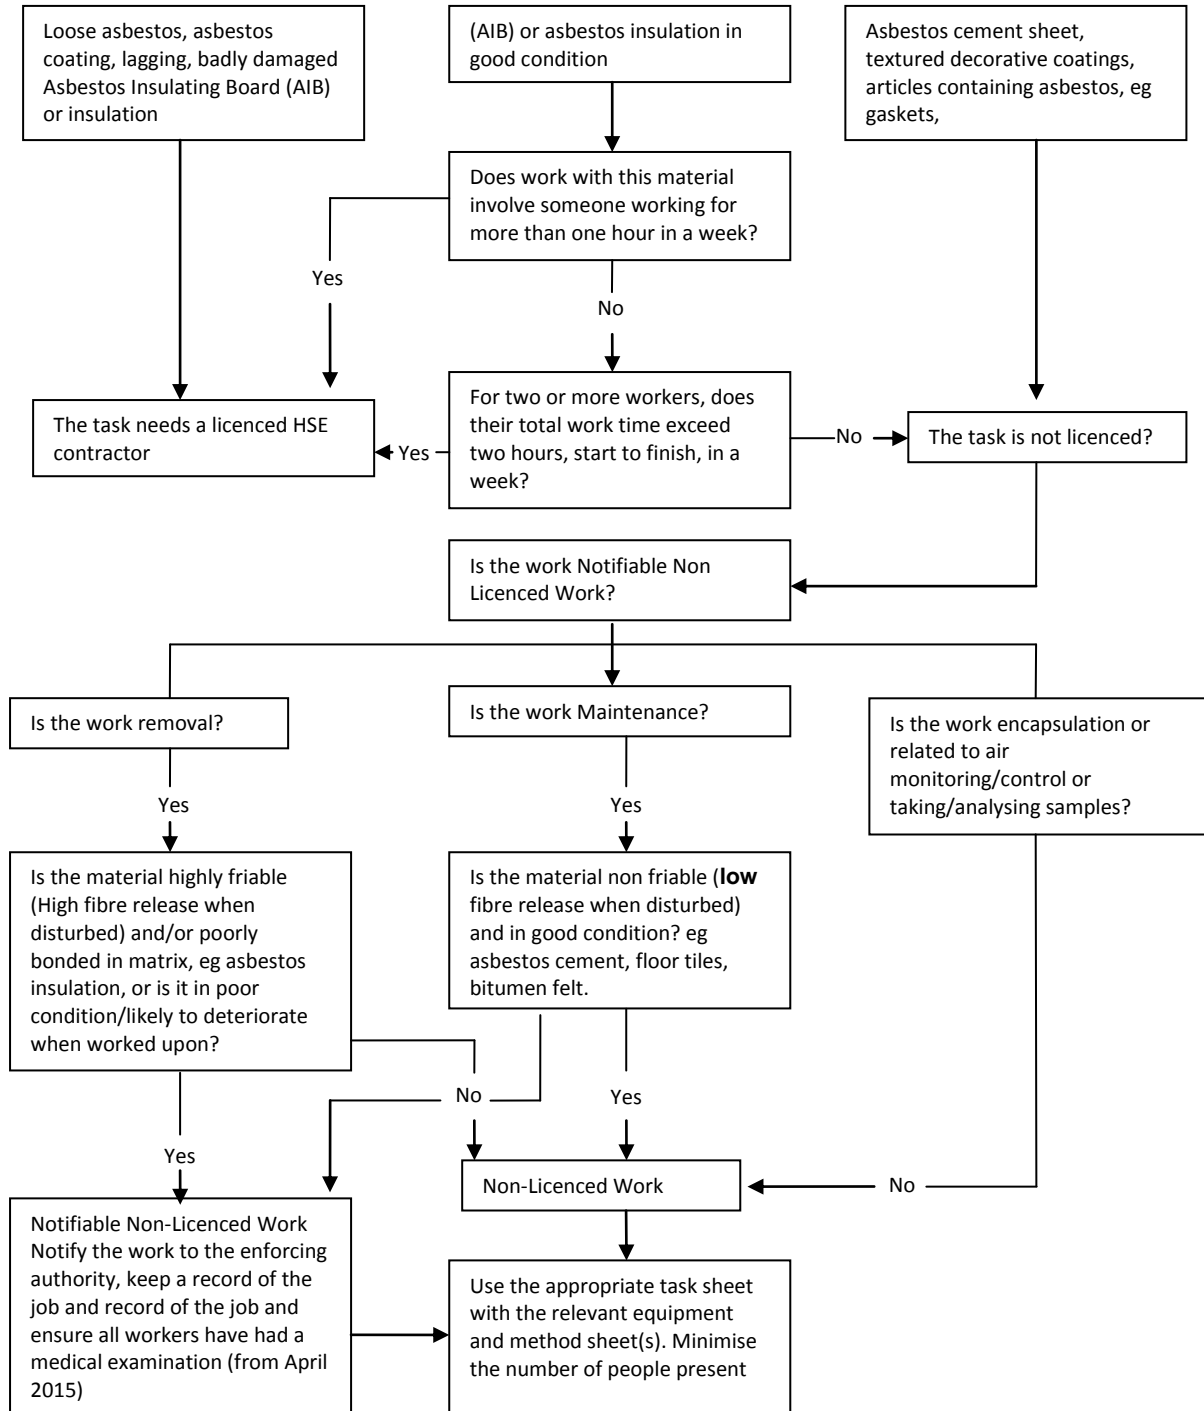 Loose asbestos, asbestos
coating, lagging, badly damaged
Asbestos Insulating Board (AIB)
or insulation
(AIB) or asbestos insulation in
good condition
Asbestos cement sheet,
textured decorative coatings,
articles containing asbestos, eg
gaskets,
Does work with this material
involve someone working for
more than one hour in a week?
Yes
No
The task needs a licenced HSE
contractor
Yes
For two or more workers, does
their total work time exceed
two hours, start to finish, in a
week?
No
The task is not licenced?
Is the work Notifiable Non
Licenced Work?
Is the work removal?
Is the work Maintenance?
Is the work encapsulation or
related to air
monitoring/control or
taking/analysing samples?
Yes
Yes
Is the material highly friable
(High fibre release when
disturbed) and/or poorly
bonded in matrix, eg asbestos
insulation, or is it in poor
condition/likely to deteriorate
when worked upon?
Is the material non friable (low
fibre release when disturbed)
and in good condition? eg
asbestos cement, floor tiles,
bitumen felt.
No
Yes
Yes
Non-Licenced Work
No
Notifiable Non-Licenced Work
Notify the work to the enforcing
authority, keep a record of the
job and record of the job and
ensure all workers have had a
medical examination (from April
2015)
Use the appropriate task sheet
with the relevant equipment
and method sheet(s). Minimise
the number of people present